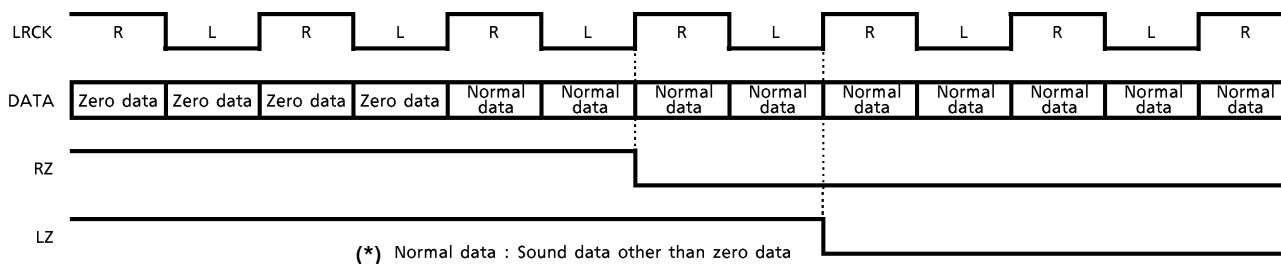 LRCK R L R L R L R L R L R L R
DATA Zero data Zero data Zero data Zero data Normal data Normal data Normal data Normal data Normal data Normal data Normal data Normal data Normal data
RZ
LZ
(*) Normal data : Sound data other than zero data